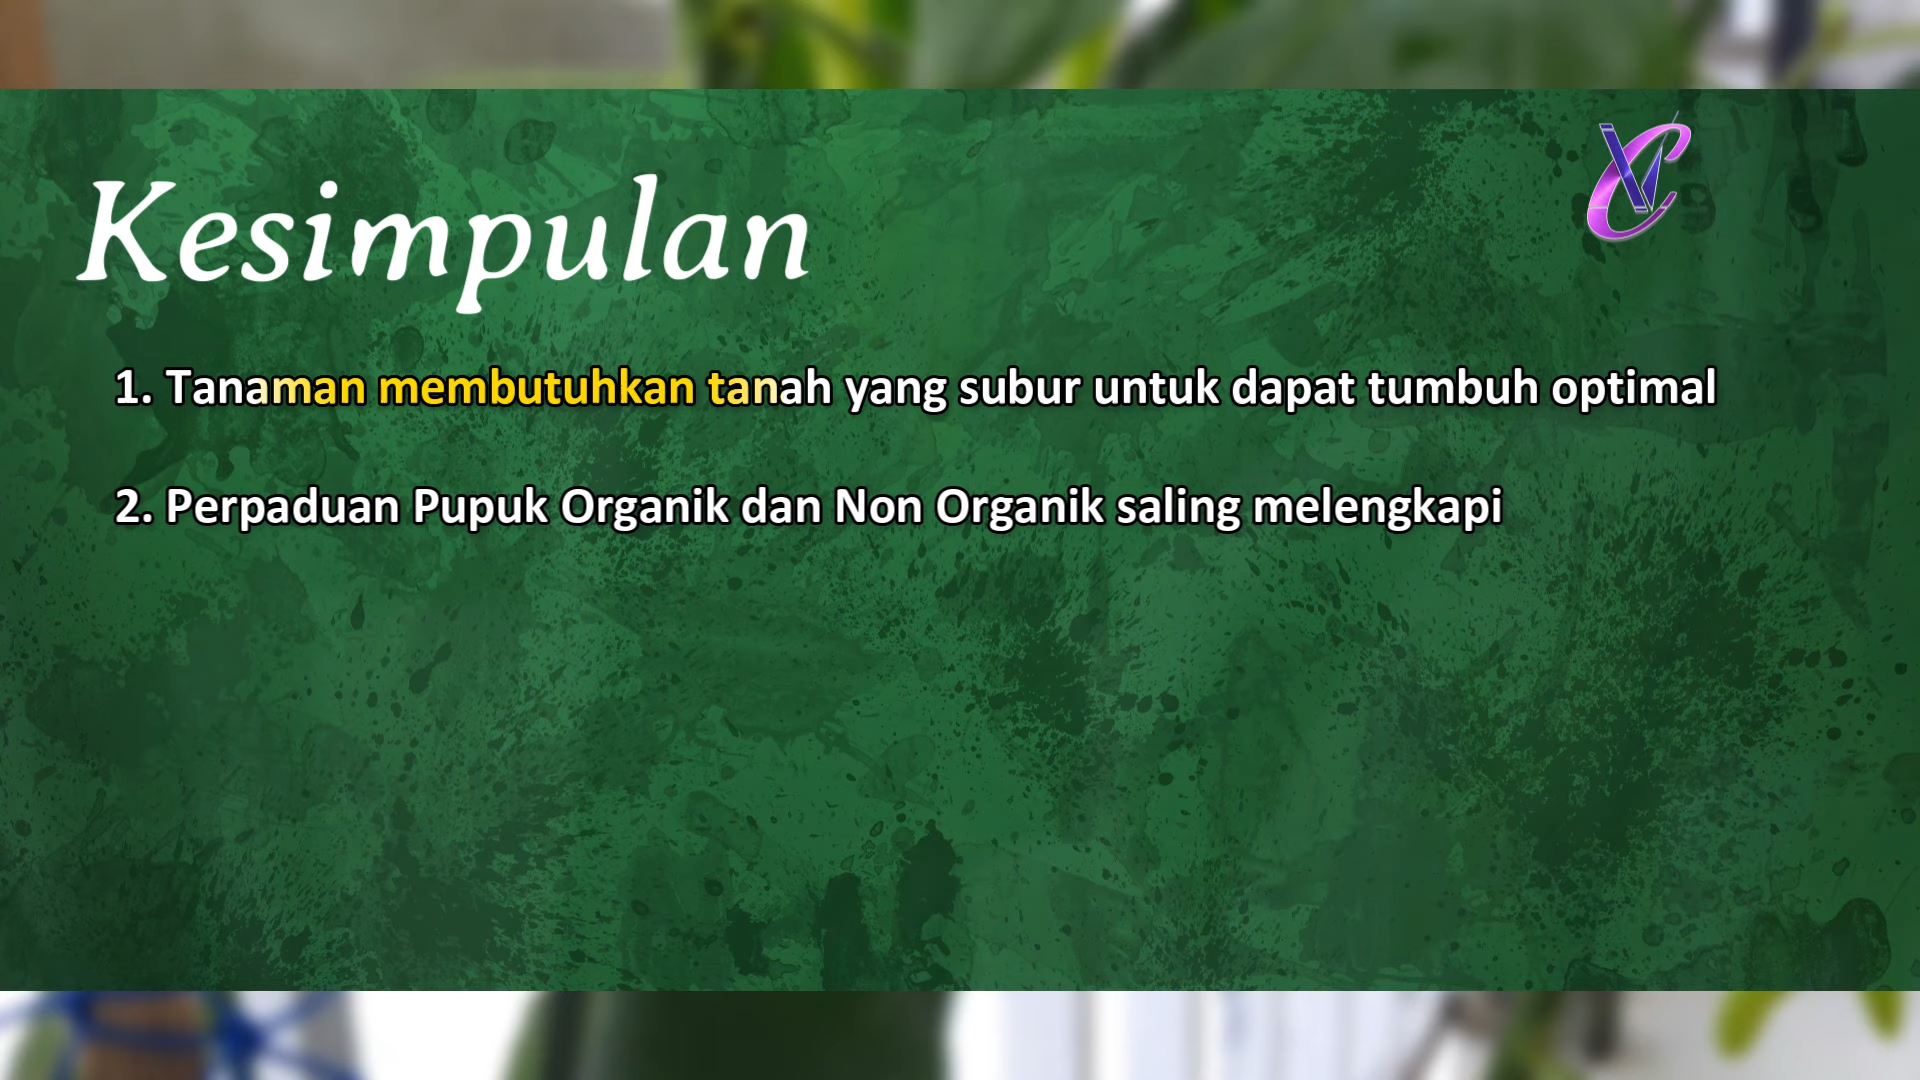 Kesimpulan
1. Tanaman membutuhkan tanah yang subur untuk dapat tumbuh optimal
2. Perpaduan Pupuk Organik dan Non Organik saling melengkapi